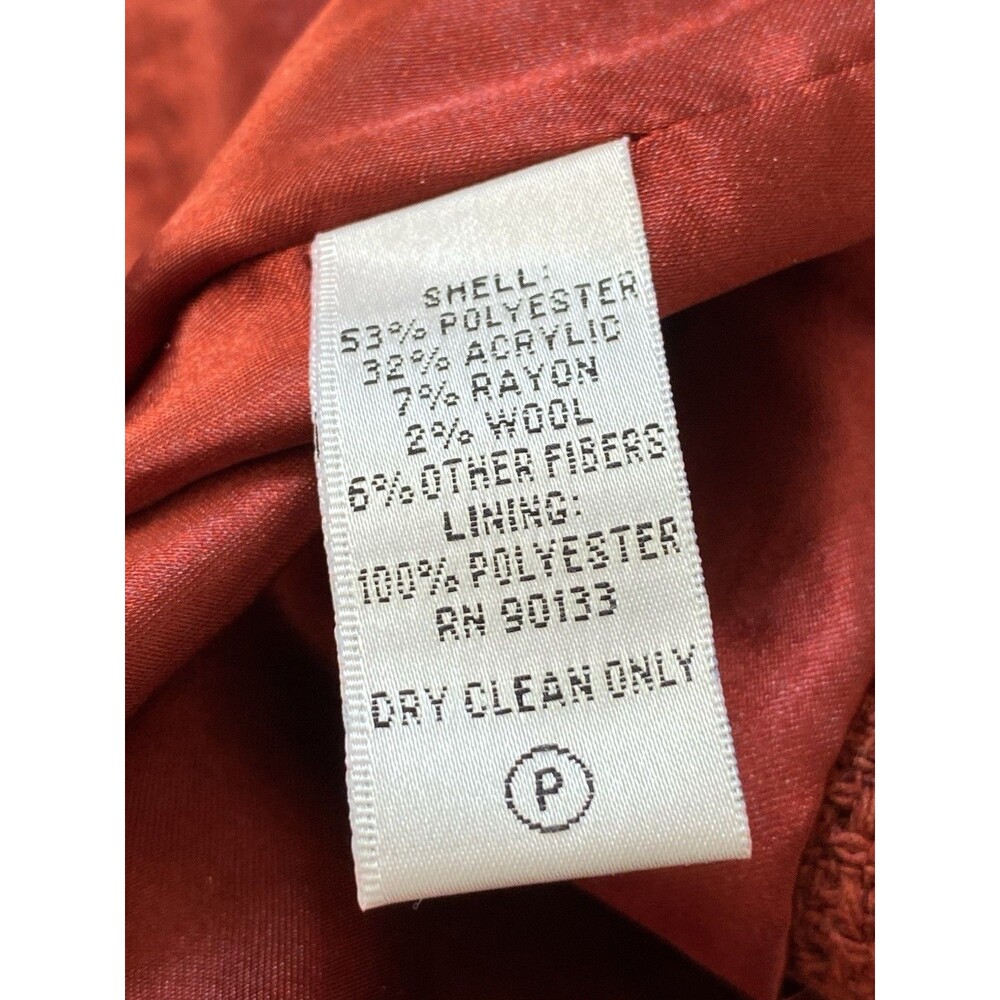 SHELL:
53% POLYESTER
32% ACRYLIC
7% RAYON
2% WOOL
6% OTHER FIBERS
LINING:
100% POLYESTER
RN 90133
DRY CLEAN ONLY
P